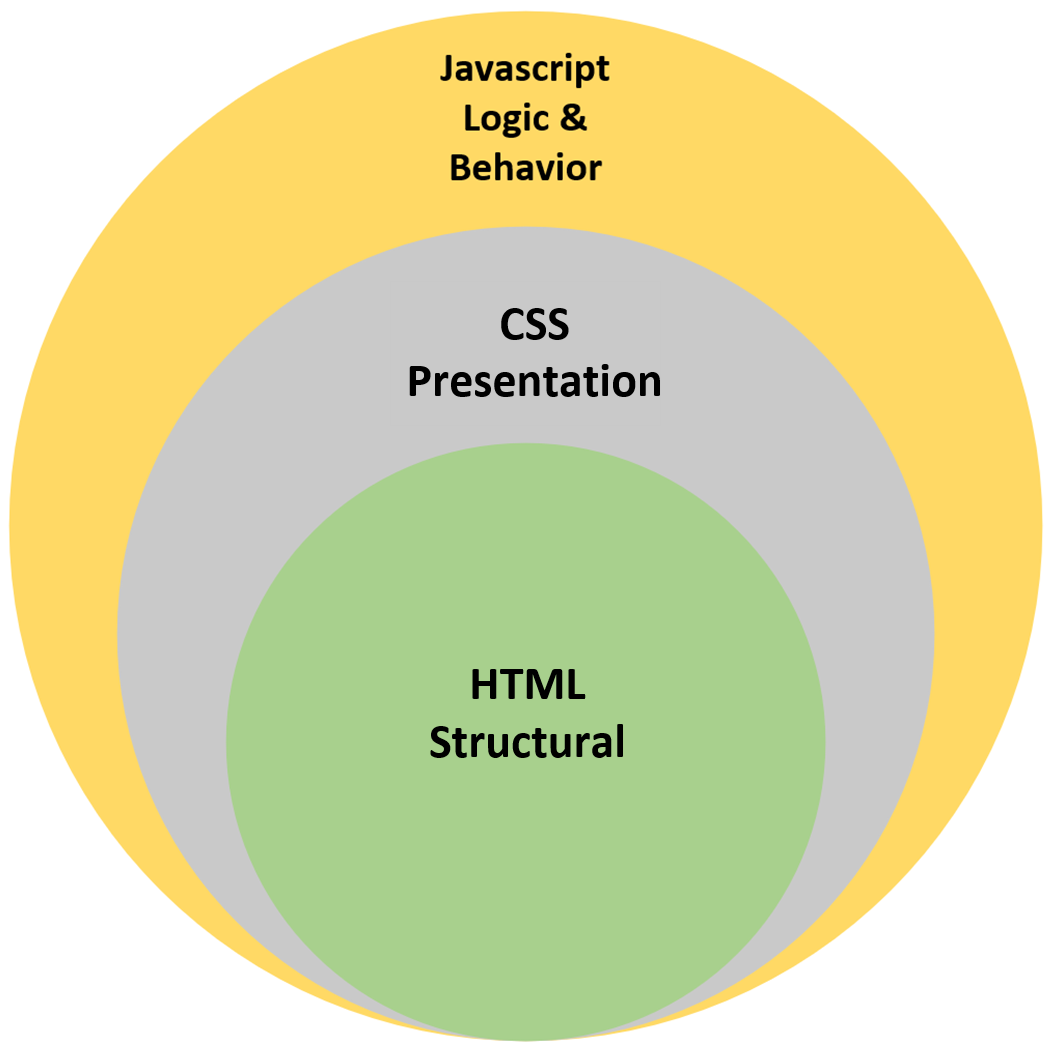 Javascript
Logic &
Behavior
CSS
Presentation
HTML
Structural